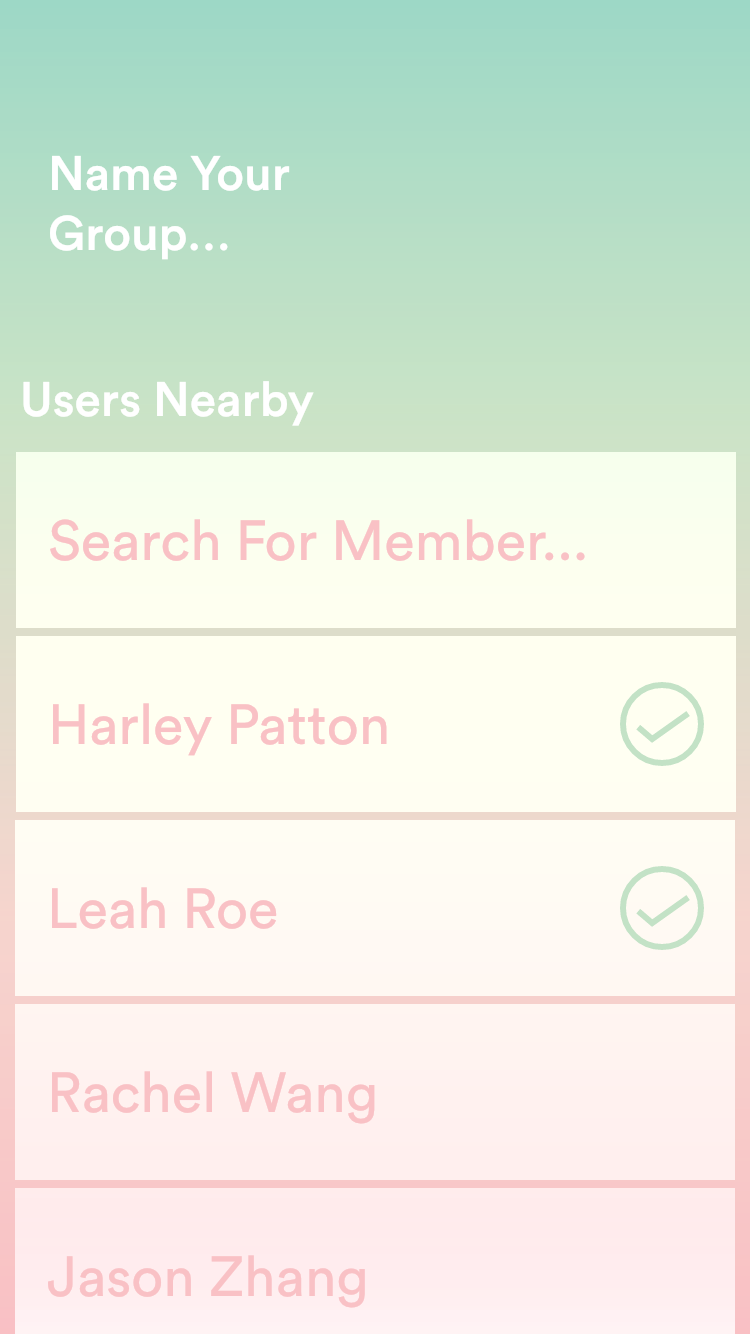 Name Your
Group...
Users Nearby
Search For Member...
Harley Patton
Leah Roe
Rachel Wang
Jason Zhang